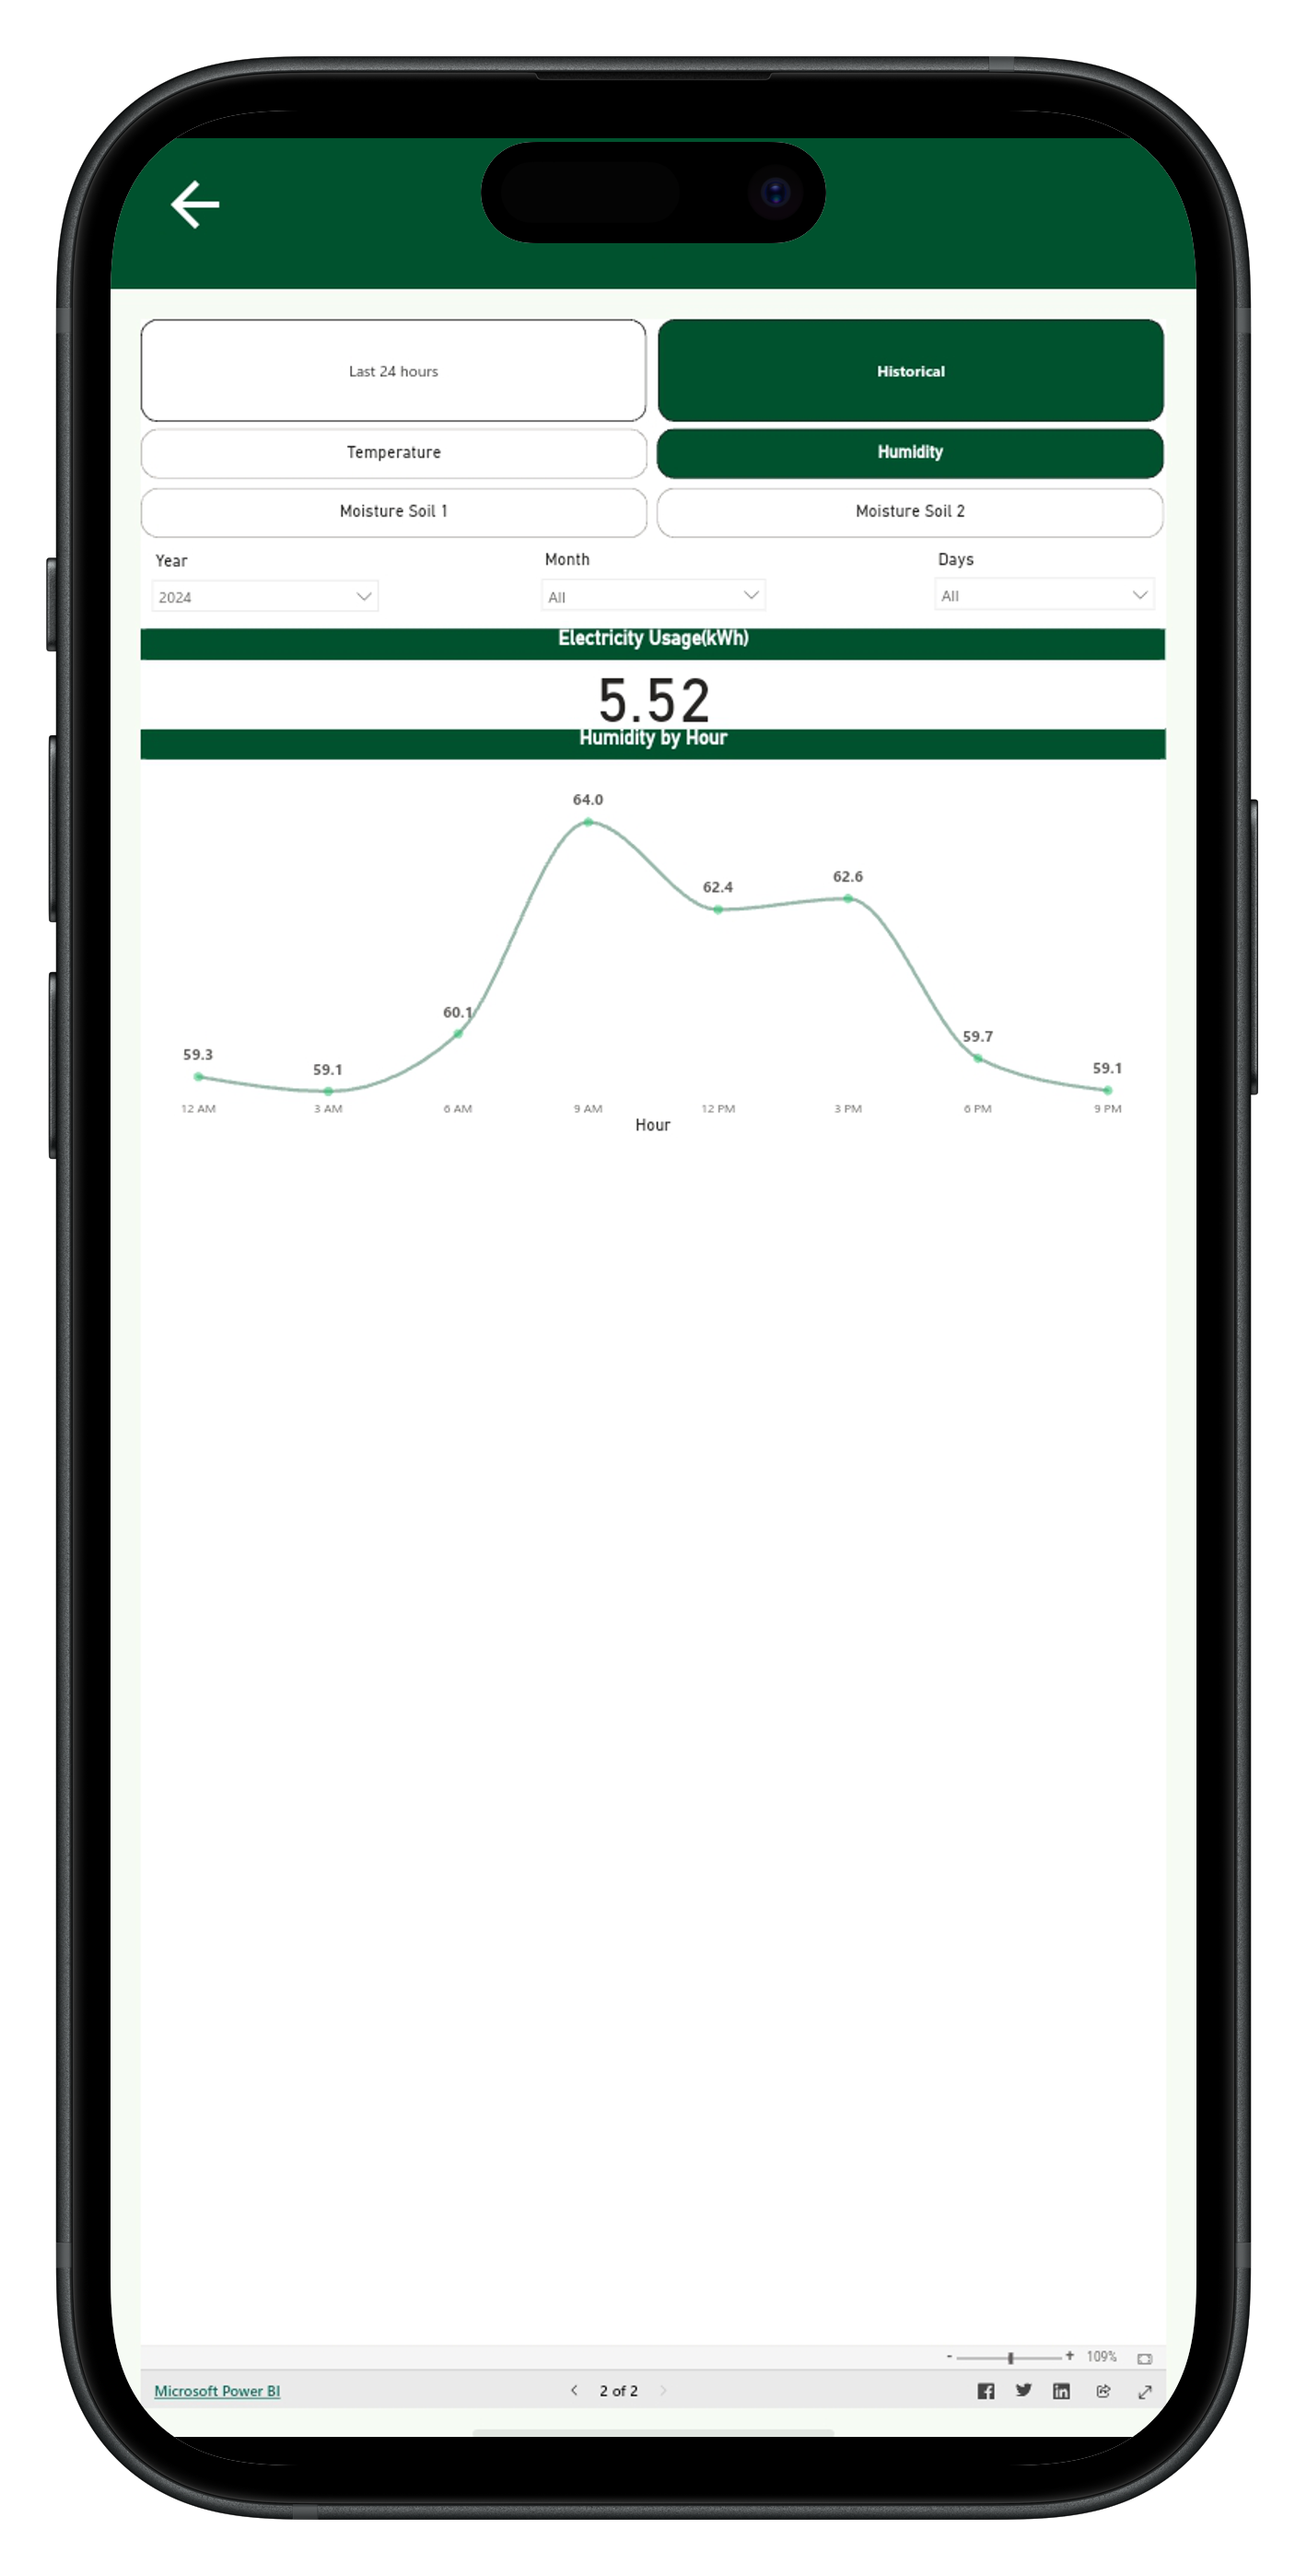 Last 24 hours
Historical
Temperature
Humidity
Moisture Soil 1
Moisture Soil 2
Year
Month
Days
2024
All
All
Electricity Usage(kWh)
5.52
Humidity by Hour
64.0
62.4
62.6
60.1
59.3
59.1
59.7
59.1
12 AM 3 AM 6 AM 9 AM 12 PM 3 PM 6 PM 9 PM
Hour
- + 109%
Microsoft Power BI
2 of 2